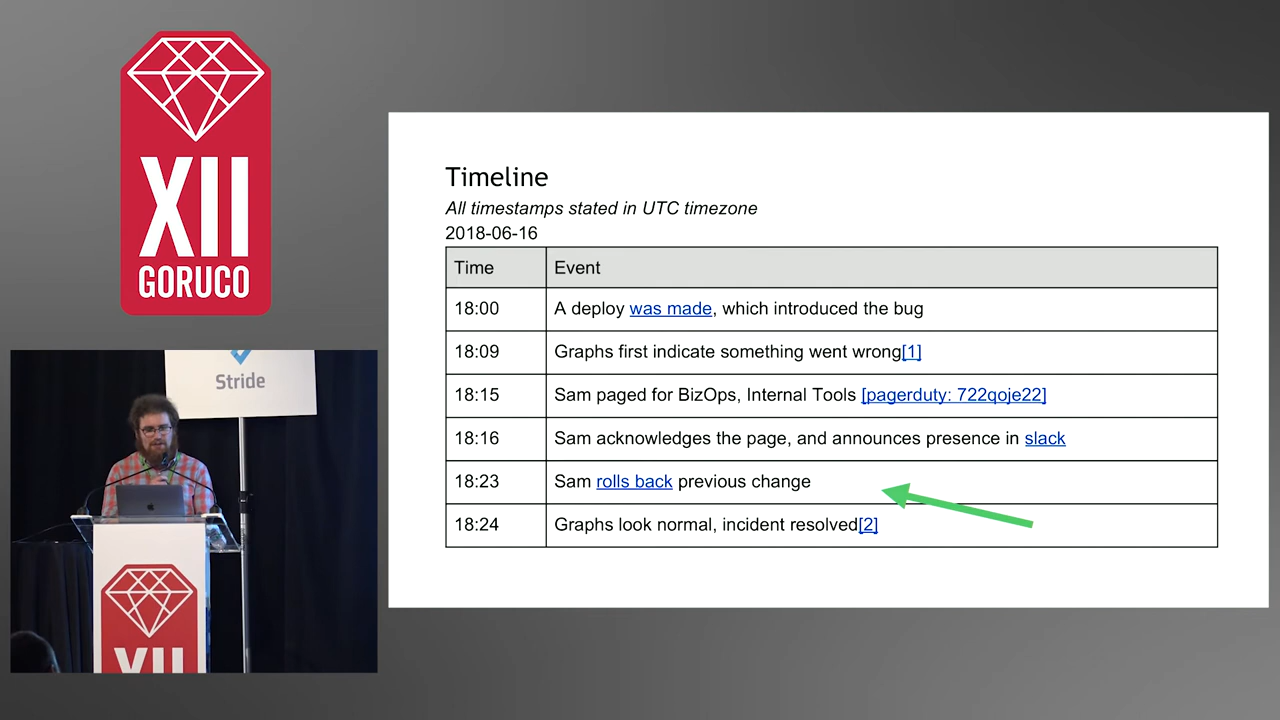 XII
GORUCO
Stride
XII
Timeline
All timestamps stated in UTC timezone
2018-06-16
Time Event
18:00 A deploy was made, which introduced the bug
18:09 Graphs first indicate something went wrong[1]
18:15 Sam paged for BizOps, Internal Tools [pagerduty: 722qoje22]
18:16 Sam acknowledges the page, and announces presence in slack
18:23 Sam rolls back previous change
18:24 Graphs look normal, incident resolved[2]